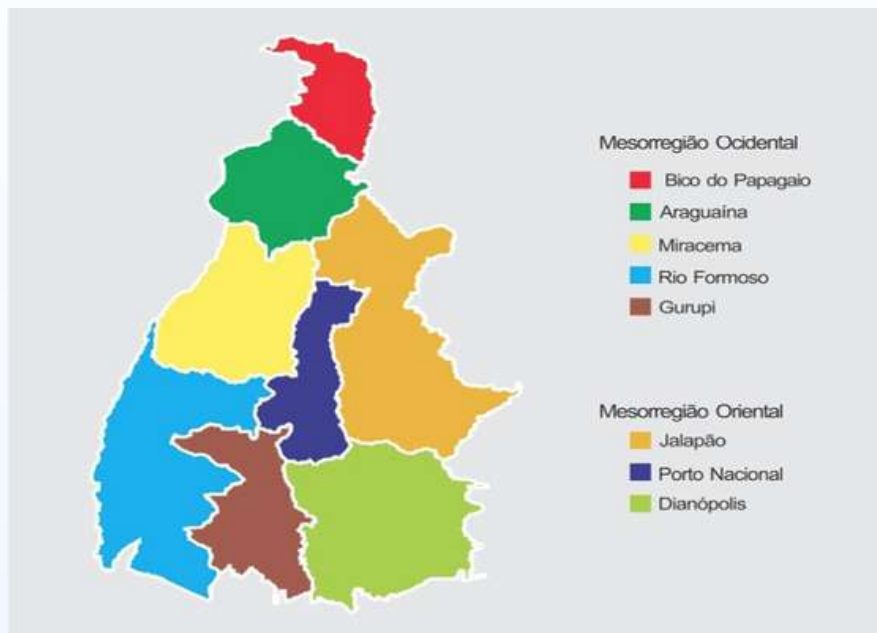 Mesorregião Ocidental
Bico do Papagaio
Araguaína
Miracema
Rio Formoso
Gurupi
Mesorregião Oriental
Jalapão
Porto Nacional
Dianópolis